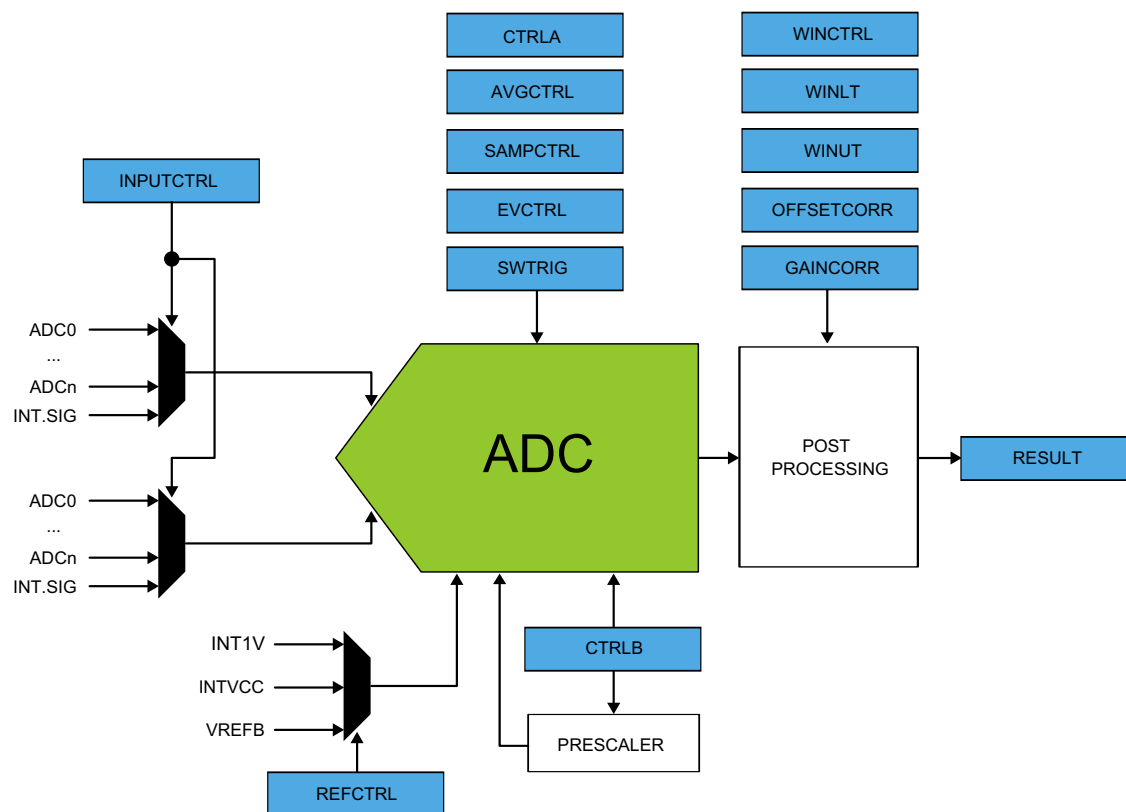 CTRLA
WINCTRL
AVGCTRL
WINLT
SAMPCTRL
WINUT
INPUTCTRL
EVCTRL
OFFSETCORR
SWTRIG
GAINCORR
ADC0
...
ADCn
INT.SIG
ADC
POST
PROCESSING
RESULT
ADC0
...
ADCn
INT.SIG
INT1V
INTVCC
VREFB
CTRLB
PRESCALER
REFCTRL